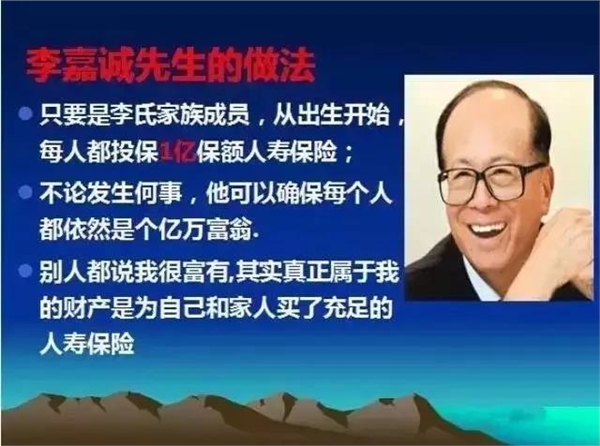 李嘉诚先生的做法
只要是李氏家族成员，从出生开始，
每人都投保1亿保额人寿保险；
不论发生何事，他可以确保每个人
都依然是个亿万富翁.
别人都说我很富有,其实真正属于我
的财产是为自己和家人买了充足的
人寿保险